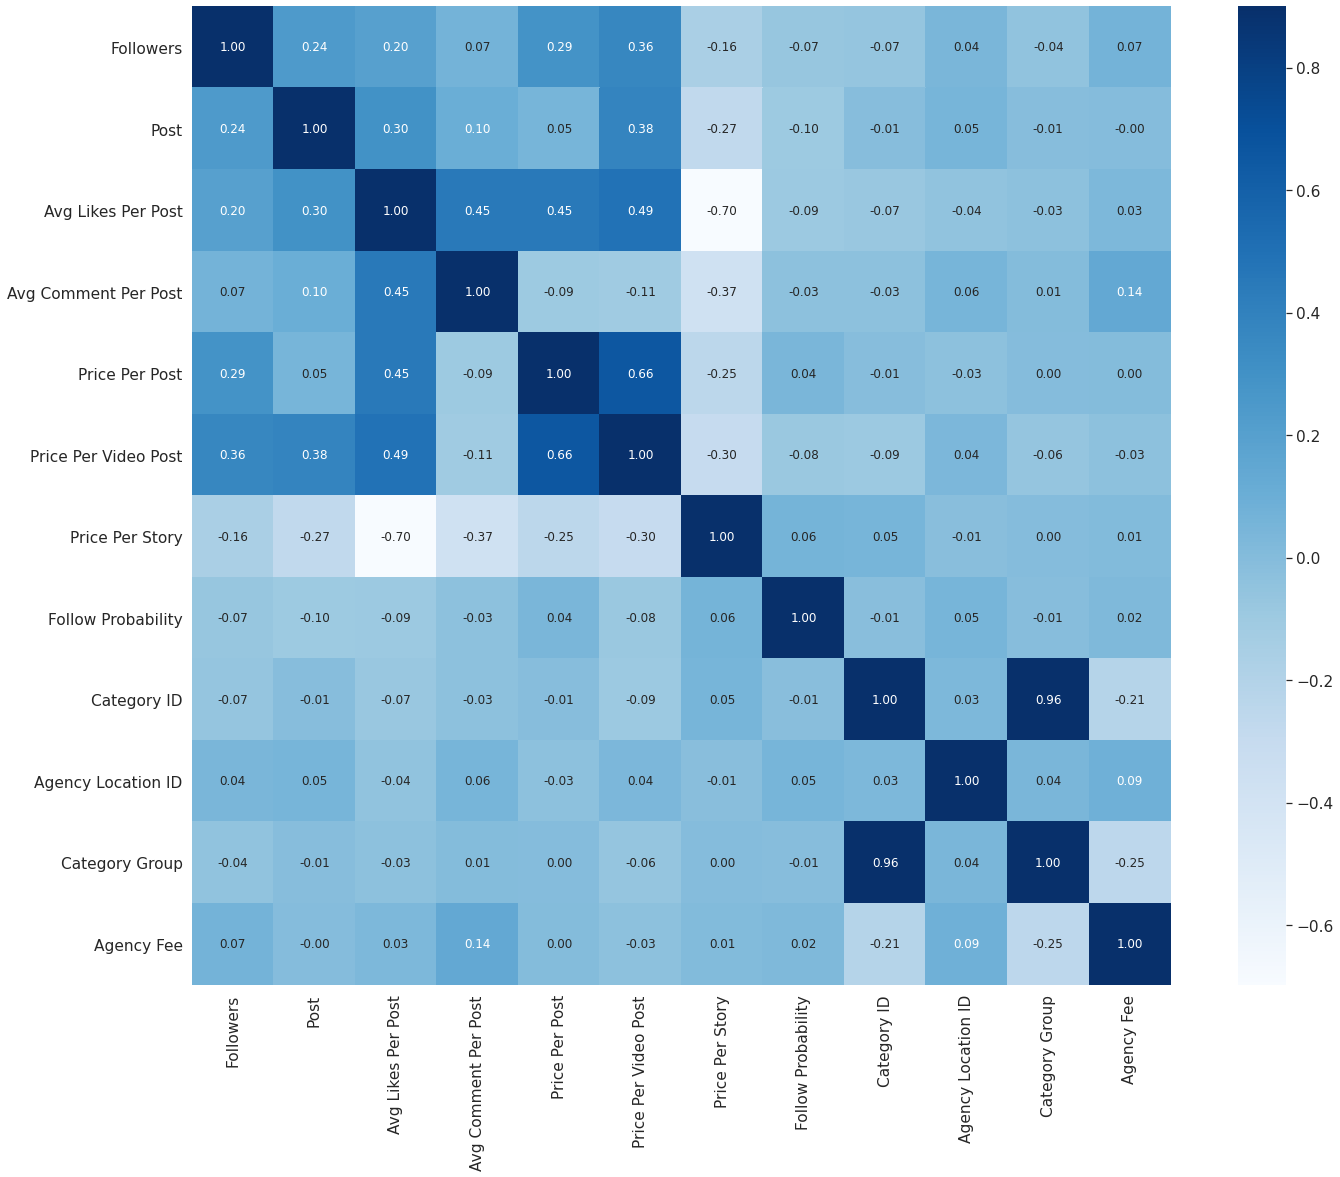 Followers 1.00 0.24 0.20 0.07 0.29 0.36 -0.16 -0.07 -0.07 0.04 -0.04 0.07
Post 0.24 1.00 0.30 0.10 0.05 0.38 -0.27 -0.10 -0.01 0.05 -0.01 -0.00
Avg Likes Per Post 0.20 0.30 1.00 0.45 0.45 0.49 -0.70 -0.09 -0.07 -0.04 -0.03 0.03
Avg Comment Per Post 0.07 0.10 0.45 1.00 -0.09 -0.11 -0.37 -0.03 -0.03 0.06 0.01 0.14
Price Per Post 0.29 0.05 0.45 -0.09 1.00 0.66 -0.25 0.04 -0.01 -0.03 0.00 0.00
Price Per Video Post 0.36 0.38 0.49 -0.11 0.66 1.00 -0.30 -0.08 -0.09 0.04 -0.06 -0.03
Price Per Story -0.16 -0.27 -0.70 -0.37 -0.25 -0.30 1.00 0.06 0.05 -0.01 0.00 0.01
Follow Probability -0.07 -0.10 -0.09 -0.03 0.04 -0.08 0.06 1.00 -0.01 0.05 -0.01 0.02
Category ID -0.07 -0.01 -0.07 -0.03 -0.01 -0.09 0.05 -0.01 1.00 0.03 0.96 -0.21
Agency Location ID 0.04 0.05 -0.04 0.06 -0.03 0.04 -0.01 0.05 0.03 1.00 0.04 0.09
Category Group -0.04 -0.01 -0.03 0.01 0.00 -0.06 0.00 -0.01 0.96 0.04 1.00 -0.25
Agency Fee 0.07 -0.00 0.03 0.14 0.00 -0.03 0.01 0.02 -0.21 0.09 -0.25 1.00
Followers
Post
Avg Likes Per Post
Avg Comment Per Post
Price Per Post
Price Per Video Post
Price Per Story
Follow Probability
Category ID
Agency Location ID
Category Group
Agency Fee
0.8
0.6
0.4
0.2
0.0
−0.2
−0.4
−0.6